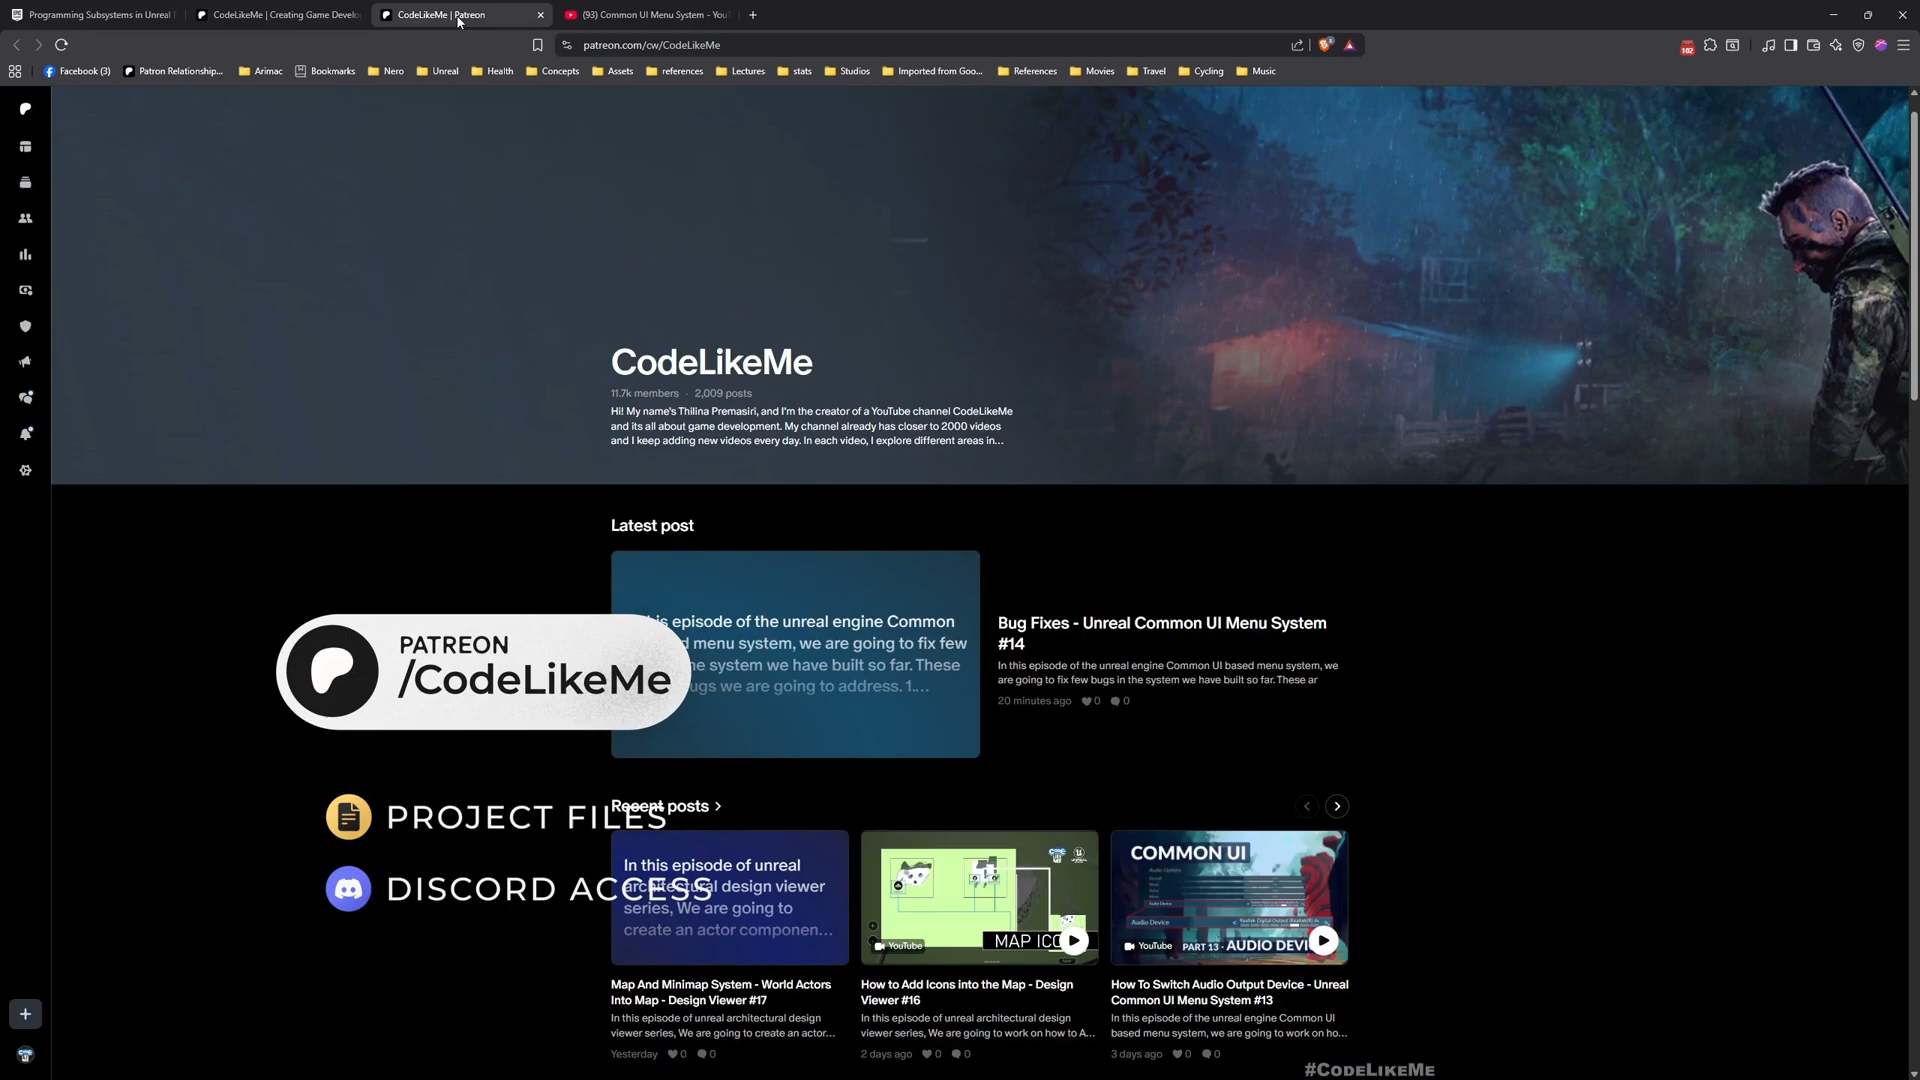 Programming Subsystems in Unreal
CodeLikeMe | Creating Game Develo
CodeLikeMe | Patreon
(93) Common UI Menu System - You
patreon.com/cw/CodeLikeMe
102
Facebook (3)
Patron Relationship...
Arimac
Bookmarks
Nero
Unreal
Health
Concepts
Assets
references
Lectures
stats
Studios
Imported from Goo...
References
Movies
Travel
Cycling
Music
CodeLikeMe
11.7k members · 2,009 posts
Hi! My name's Thilina Premasiri, and I'm the creator of a YouTube channel CodeLikeMe
and its all about game development. My channel already has closer to 2000 videos
and I keep adding new videos every day. In each video, I explore different areas in...
Latest post
is episode of the unreal engine Common
d menu system, we are going to fix few
he system we have built so far. These
ugs we are going to address. 1....
Bug Fixes - Unreal Common UI Menu System
#14
In this episode of the unreal engine Common UI based menu system, we
are going to fix few bugs in the system we have built so far. These ar
20 minutes ago 0 0
PATREON
/CodeLikeMe
PROJECT FILES
DISCORD ACCESS
Recent posts
In this episode of unreal
architectural design viewer
series, We are going to
create an actor componen...
YouTube
MAP ICO
COMMON UI
Audio Device
YouTube
PART 13 - AUDIO DEVI
Map And Minimap System - World Actors
Into Map - Design Viewer #17
In this episode of unreal architectural design
viewer series, We are going to create an actor...
Yesterday 0 0
How to Add Icons into the Map - Design
Viewer #16
In this episode of unreal architectural design
viewer series, We are going to work on how to A...
2 days ago 0 0
How To Switch Audio Output Device - Unreal
Common UI Menu System #13
In this episode of the unreal engine Common UI
based menu system, we are going to work on ho...
3 days ago 0 0
#CodeLikeMe